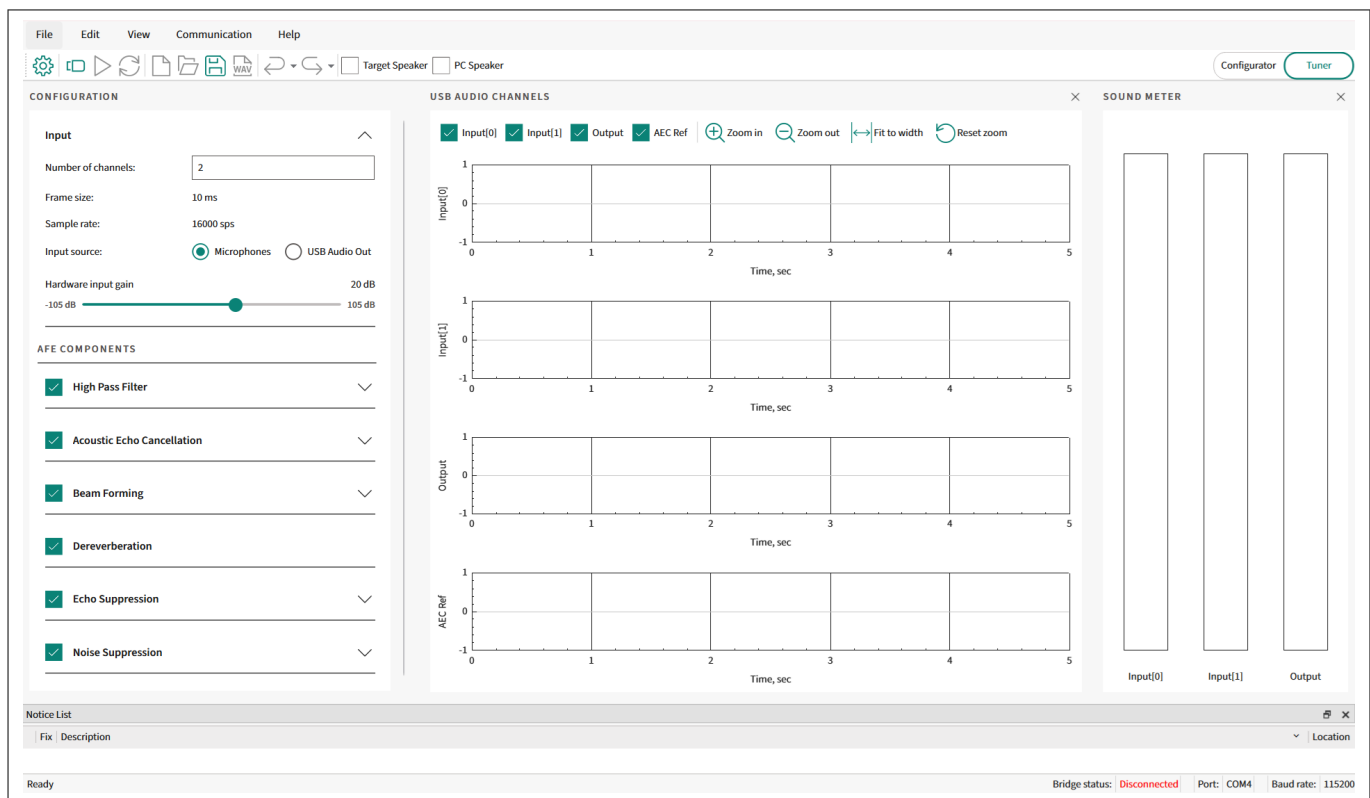 File Edit View Communication Help
WAV Target Speaker PC Speaker Configurator Tuner
CONFIGURATION
Input
Number of channels: 2
Frame size: 10 ms
Sample rate: 16000 sps
Input source: Microphones USB Audio Out
Hardware input gain 20 dB
-105 dB 105 dB
AFE COMPONENTS
High Pass Filter
Acoustic Echo Cancellation
Beam Forming
Dereverberation
Echo Suppression
Noise Suppression
USB AUDIO CHANNELS
Input[0] Input[1] Output AEC Ref Zoom in Zoom out Fit to width Reset zoom
Input[0]
1
0
-1
0 1 2 3 4 5
Time, sec
Input[1]
1
0
-1
0 1 2 3 4 5
Time, sec
Output
1
0
-1
0 1 2 3 4 5
Time, sec
AEC Ref
1
0
-1
0 1 2 3 4 5
Time, sec
SOUND METER
Input[0] Input[1] Output
Notice List
Fix Description Location
Ready Bridge status: Disconnected Port: COM4 Baud rate: 115200